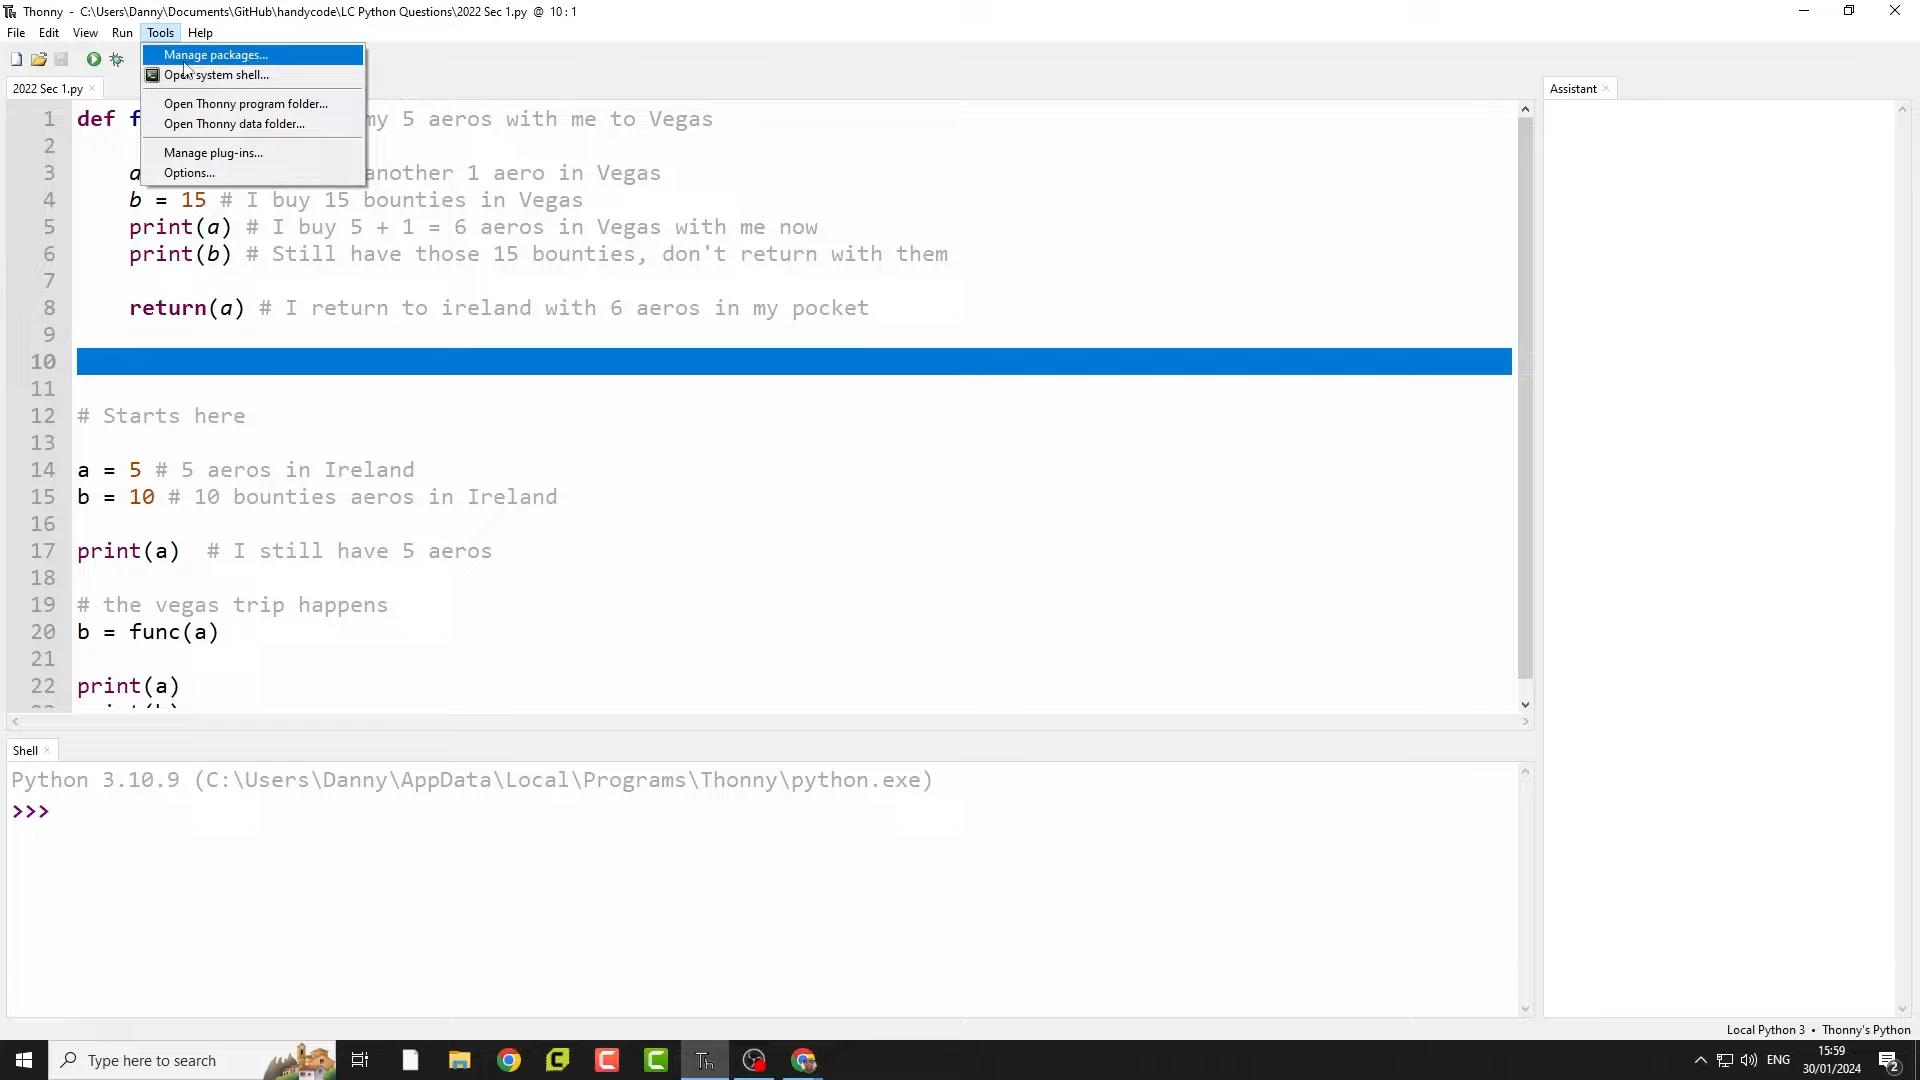 Thonny - C:\Users\Danny\Documents\GitHub\handycode\LC Python Questions\2022 Sec 1.py @ 10 : 1
File Edit View Run Tools Help
Manage packages...
Open system shell...
Open Thonny program folder...
Open Thonny data folder...
Manage plug-ins...
Options...
2022 Sec 1.py
Assistant
1 def f my 5 aeros with me to Vegas
2
3 a another 1 aero in Vegas
4 b = 15 # I buy 15 bounties in Vegas
5 print(a) # I buy 5 + 1 = 6 aeros in Vegas with me now
6 print(b) # Still have those 15 bounties, don't return with them
7
8 return(a) # I return to ireland with 6 aeros in my pocket
9
10
11
12 # Starts here
13
14 a = 5 # 5 aeros in Ireland
15 b = 10 # 10 bounties aeros in Ireland
16
17 print(a) # I still have 5 aeros
18
19 # the vegas trip happens
20 b = func(a)
21
22 print(a)
Shell
Python 3.10.9 (C:\Users\Danny\AppData\Local\Programs\Thonny\python.exe)
>>>
Local Python 3 • Thonny's Python
Type here to search
Th
ENG
15:59
30/01/2024
2